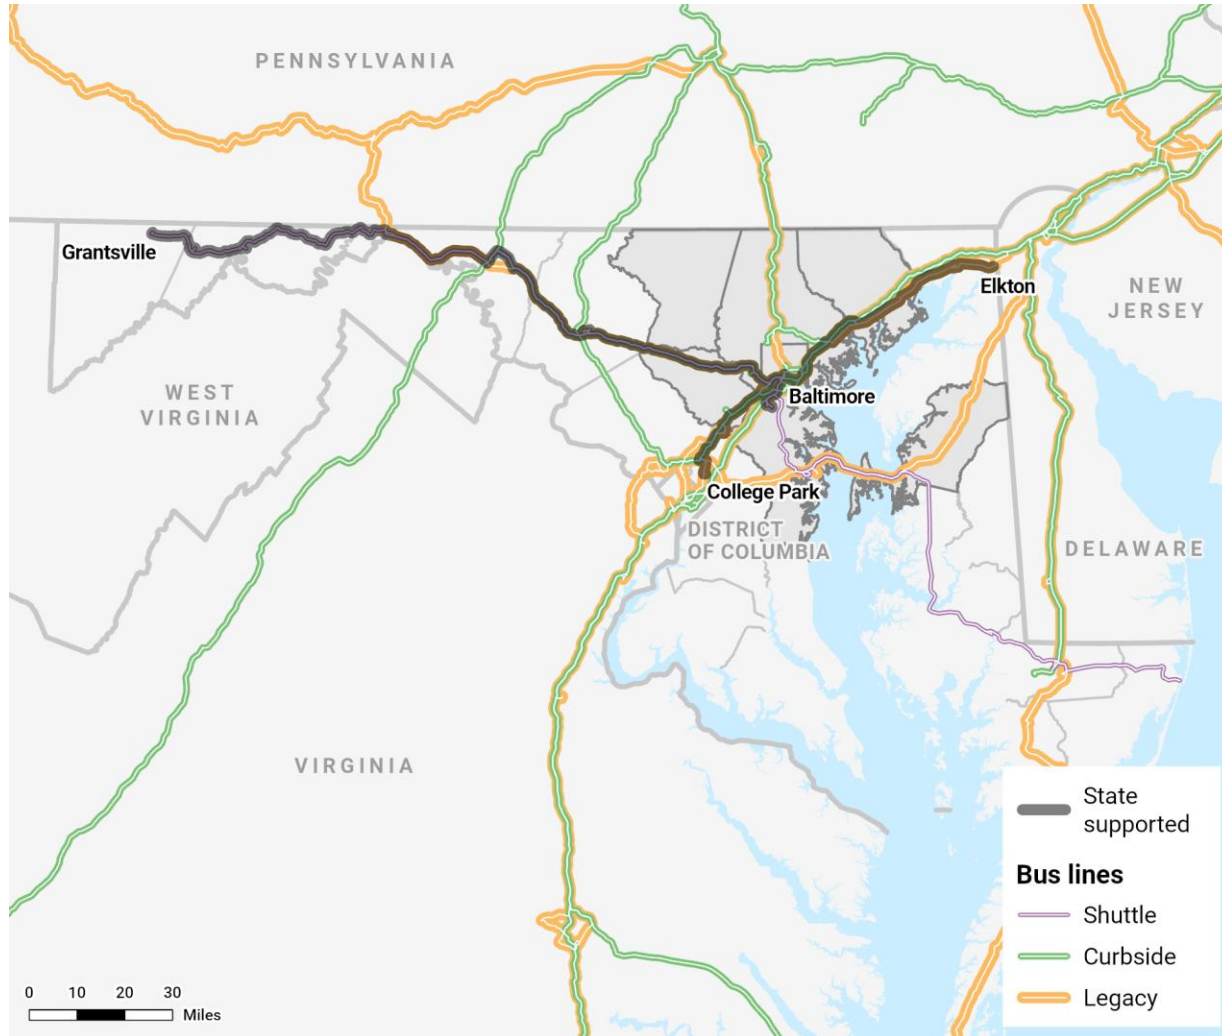 PENNSYLVANIA
Grantsville
Elkton
NEW
JERSEY
WEST
VIRGINIA
Baltimore
College Park
DISTRICT
OF COLUMBIA
DELAWARE
VIRGINIA
State
supported
Bus lines
Shuttle
Curbside
Legacy
0 10 20 30
Miles